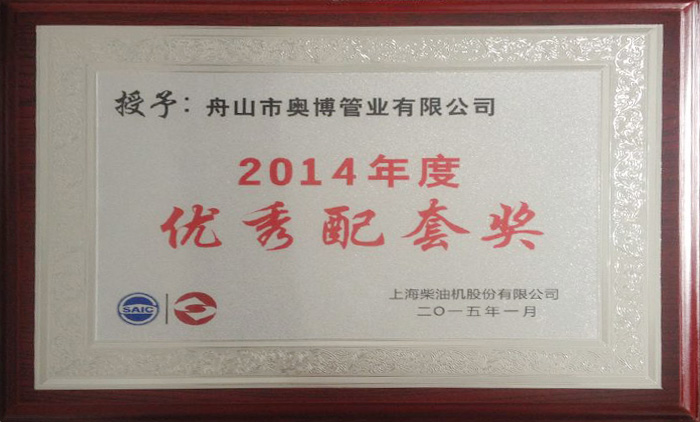 授予：舟山市奥博管业有限公司
2014年度
优秀配套奖
SAIC
上海柴油机股份有限公司
二〇一五年一月